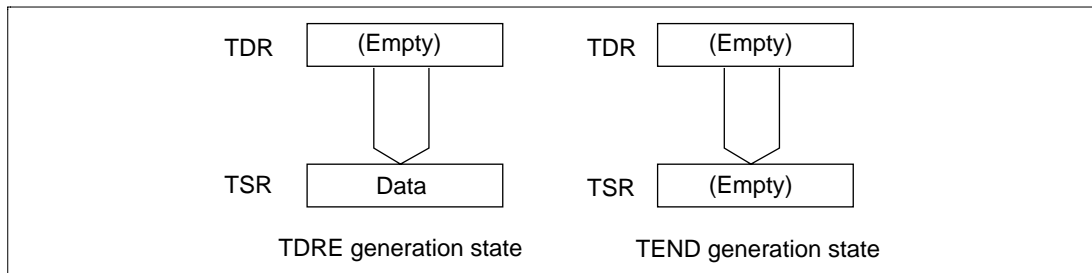 TDR (Empty) TDR (Empty)
TSR Data TSR (Empty)
TDRE generation state TEND generation state